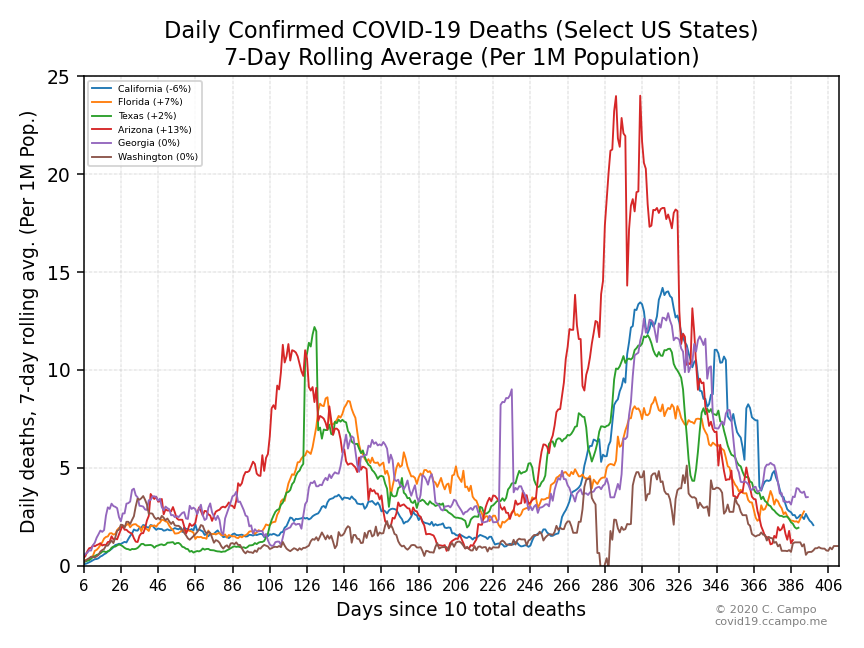 Daily Confirmed COVID-19 Deaths (Select US States)
7-Day Rolling Average (Per 1M Population)
Daily deaths, 7-day rolling avg. (Per 1M Pop.)
25
20
15
10
5
0
California (-6%)
Florida (+7%)
Texas (+2%)
Arizona (+13%)
Georgia (0%)
Washington (0%)
6 26 46 66 86 106 126 146 166 186 206 226 246 266 286 306 326 346 366 386 406
Days since 10 total deaths
© 2020 C. Campo
covid19.ccampo.me